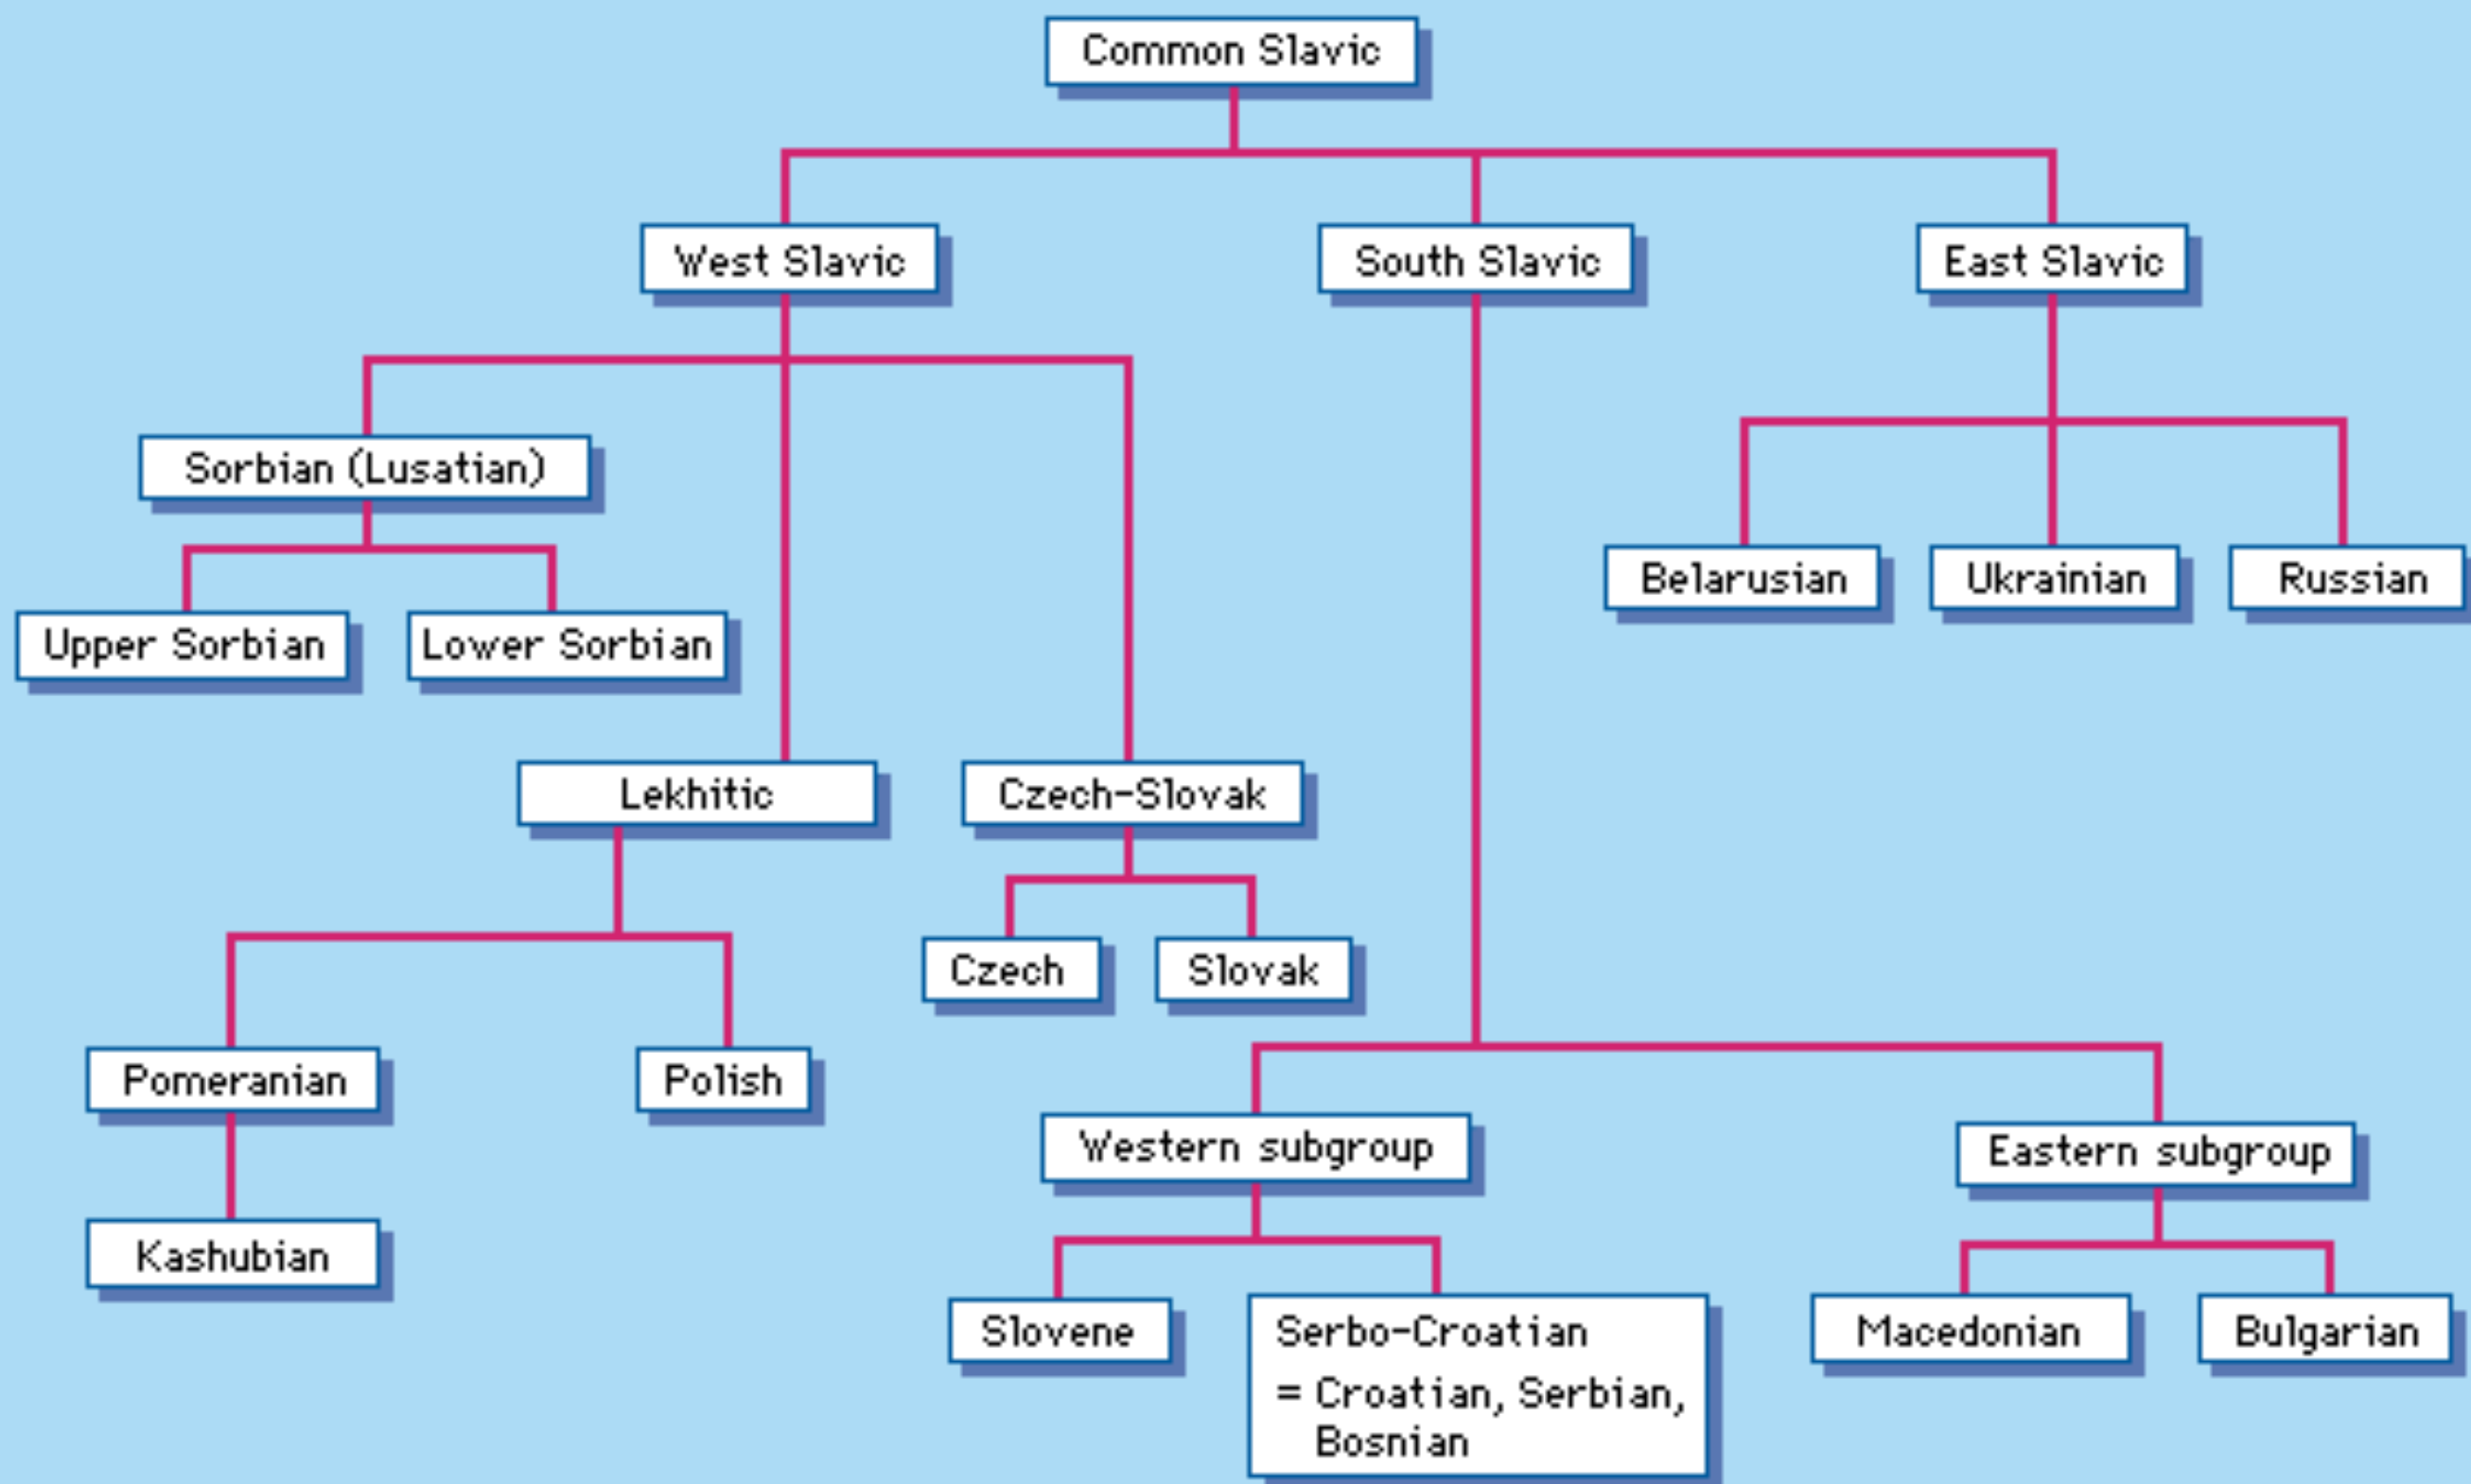 Common Slavic
West Slavic
South Slavic
East Slavic
Sorbian (Lusatian)
Belarusian
Ukrainian
Russian
Upper Sorbian
Lower Sorbian
Lekhitic
Czech-Slovak
Czech
Slovak
Pomeranian
Polish
Western subgroup
Eastern subgroup
Kashubian
Slovene
Serbo-Croatian
= Croatian, Serbian,
Bosnian
Macedonian
Bulgarian